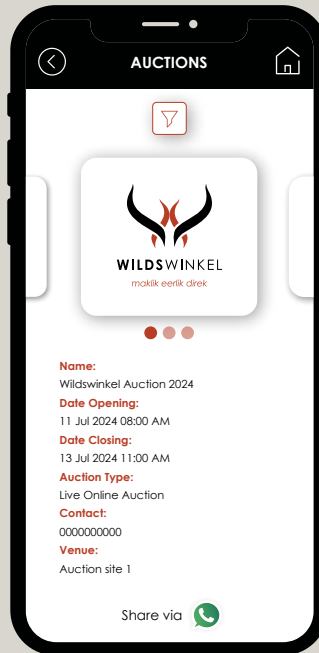 AUCTIONS
WILDSWINKEL
maklik eerlik direk
Name:
Wildswinkel Auction 2024
Date Opening:
11 Jul 2024 08:00 AM
Date Closing:
13 Jul 2024 11:00 AM
Auction Type:
Live Online Auction
Contact:
0000000000
Venue:
Auction site 1
Share via